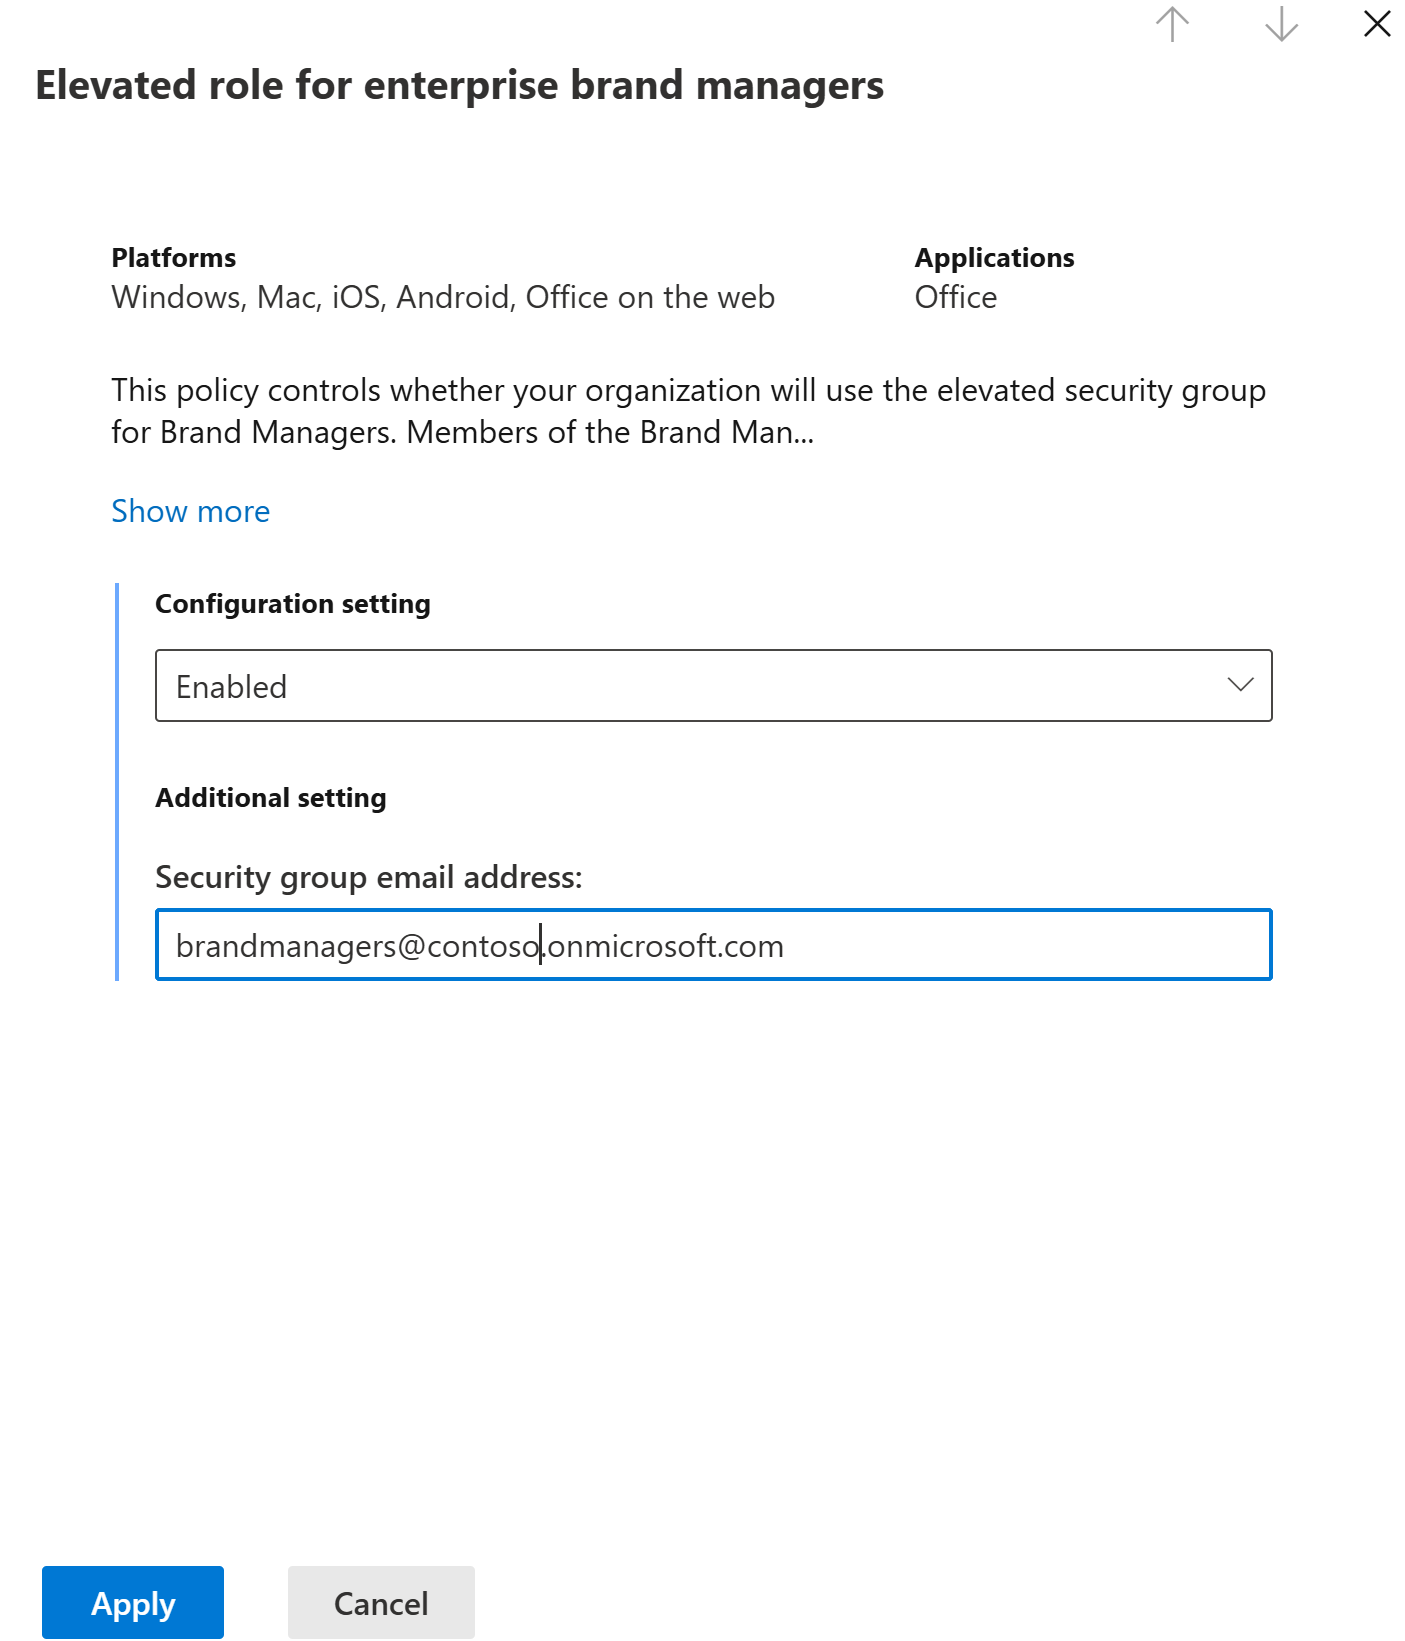 Elevated role for enterprise brand managers
Platforms
Windows, Mac, iOS, Android, Office on the web
Applications
Office
This policy controls whether your organization will use the elevated security group
for Brand Managers. Members of the Brand Man...
Show more
Configuration setting
Enabled
Additional setting
Security group email address:
brandmanagers@contoso.onmicrosoft.com
Apply
Cancel